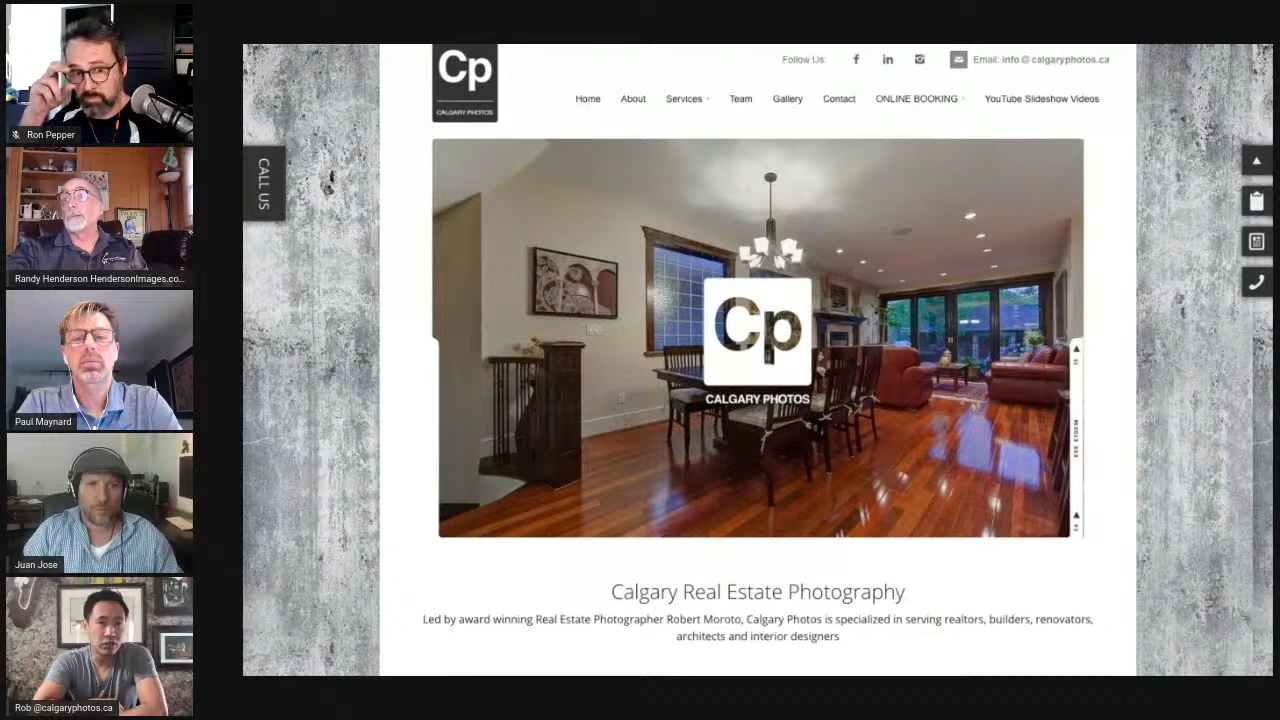 Ron Pepper
Randy Henderson HendersonImages.co...
Paul Maynard
Juan Jose
Rob @calgaryphotos.ca
Cp
CALGARY PHOTOS
Follow Us:
Email: info @ calgaryphotos.ca
Home About Services Team Gallery Contact ONLINE BOOKING YouTube Slideshow Videos
CALL US
Cp
CALGARY PHOTOS
Calgary Real Estate Photography
Led by award winning Real Estate Photographer Robert Moroto, Calgary Photos is specialized in serving realtors, builders, renovators,
architects and interior designers